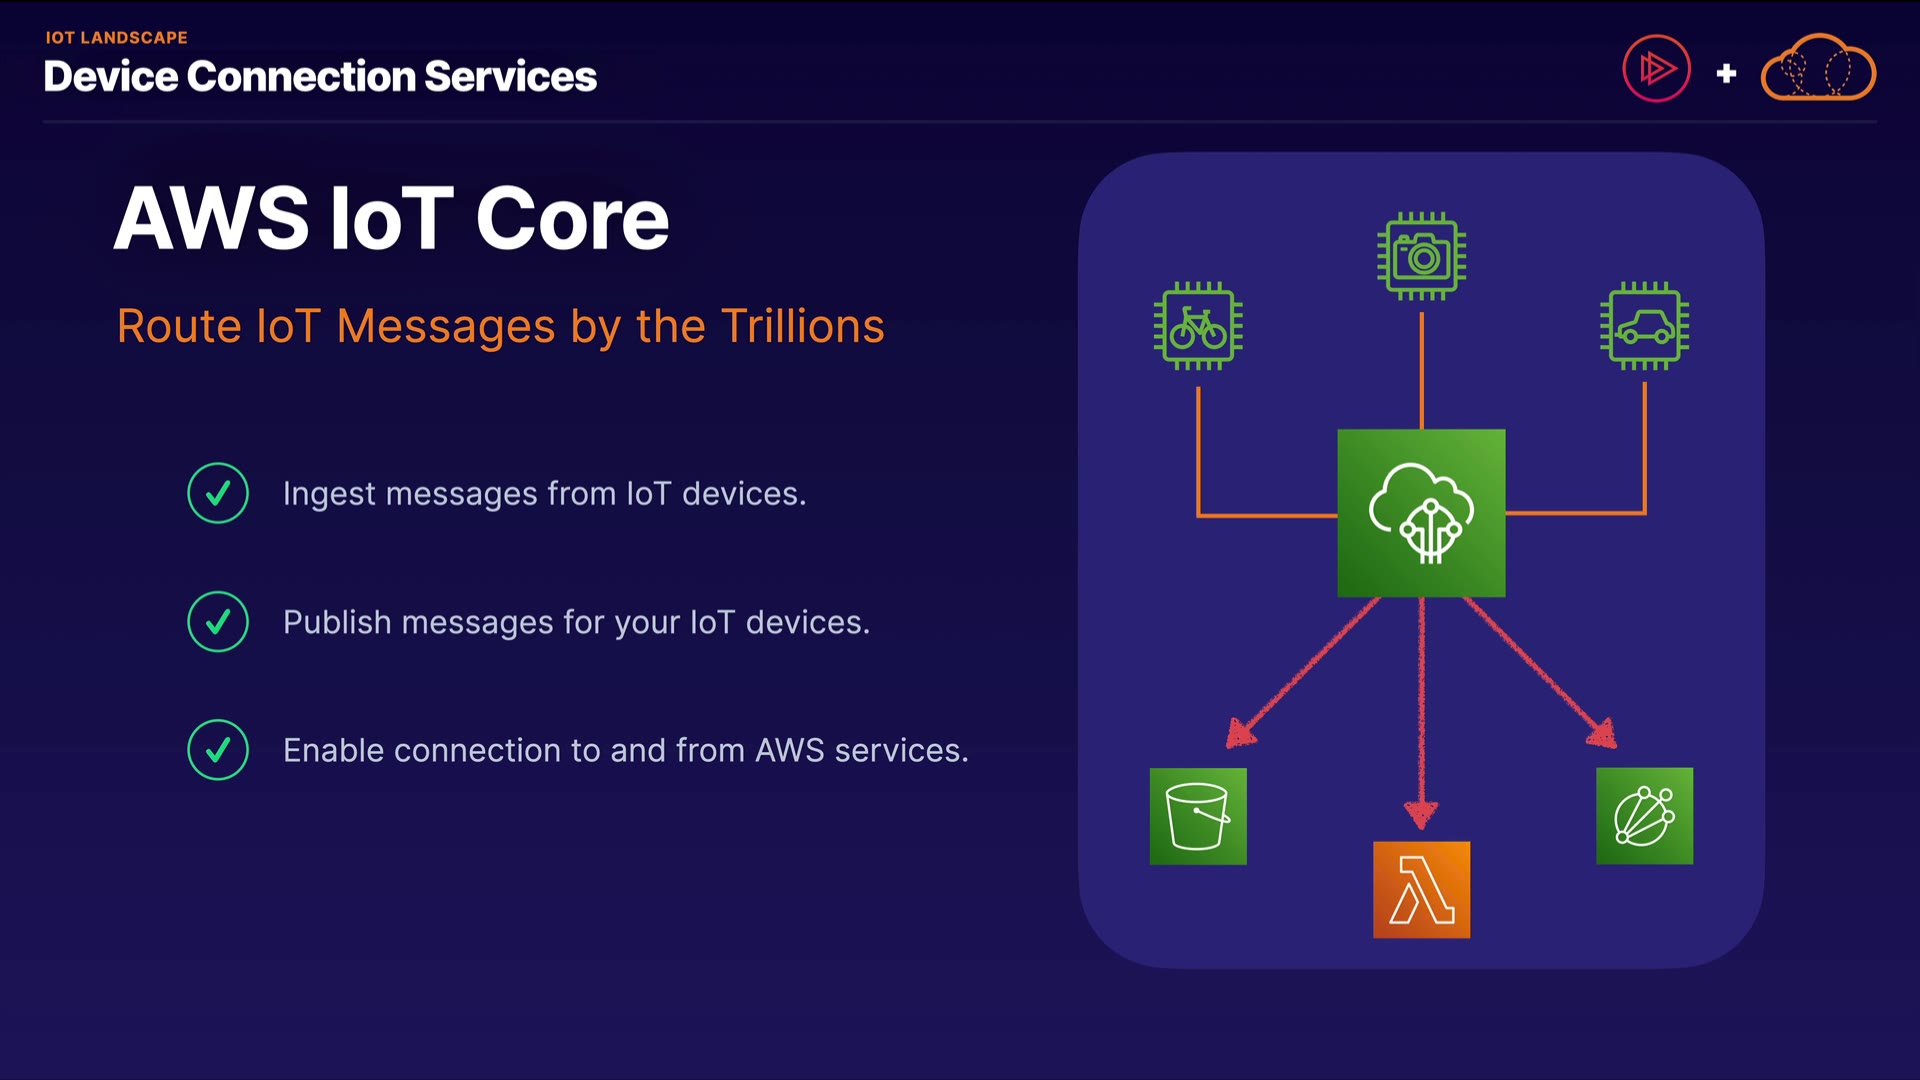 IOT LANDSCAPE
Device Connection Services
AWS IoT Core
Route IoT Messages by the Trillions
Ingest messages from IoT devices.
Publish messages for your IoT devices.
Enable connection to and from AWS services.